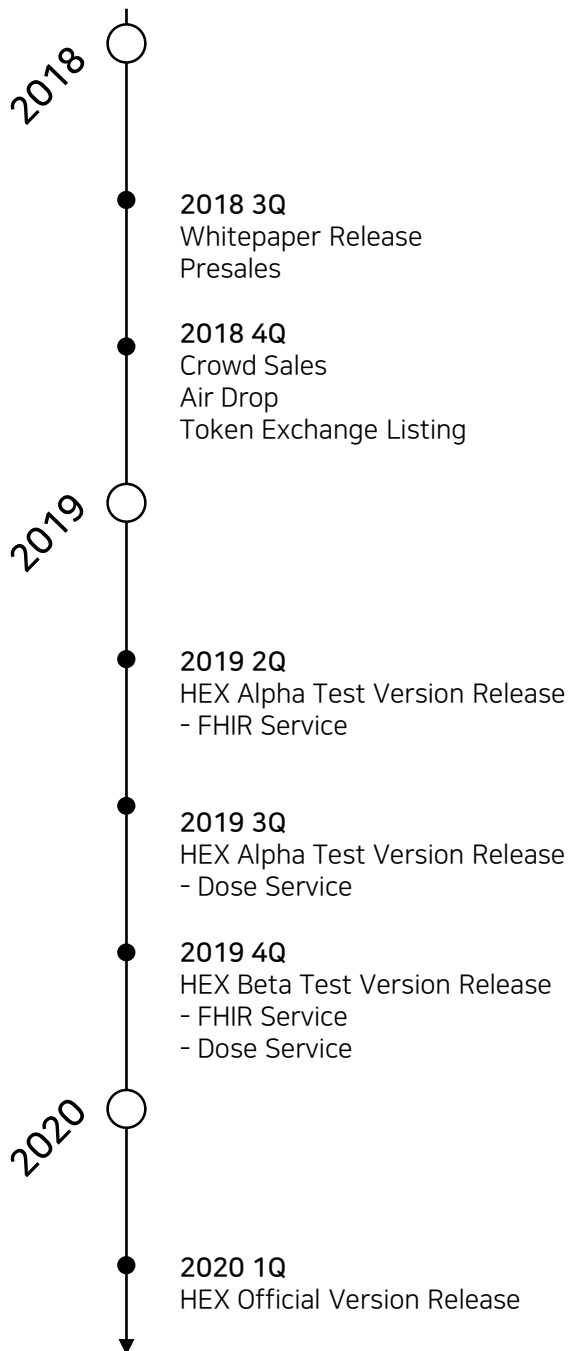 2018
2018 3Q
Whitepaper Release
Presales
2018 4Q
Crowd Sales
Air Drop
Token Exchange Listing
2019
2019 2Q
HEX Alpha Test Version Release
- FHIR Service
2019 3Q
HEX Alpha Test Version Release
- Dose Service
2019 4Q
HEX Beta Test Version Release
- FHIR Service
- Dose Service
2020
2020 1Q
HEX Official Version Release